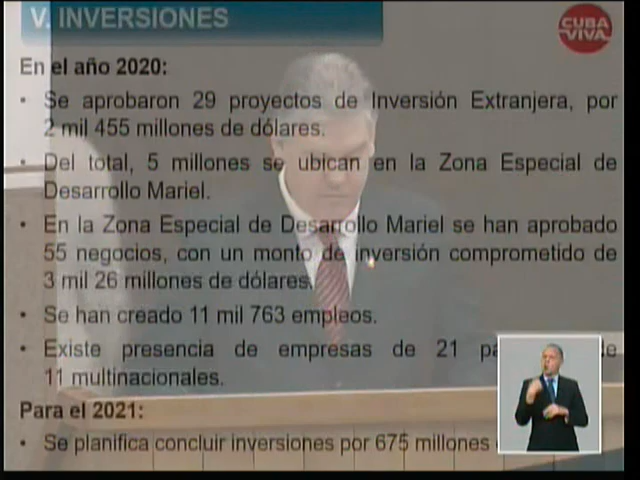 V. INVERSIONES
CUBA
VIVA
En el año 2020:
• Se aprobaron 29 proyectos de Inversión Extranjera, por
2 mil 455 millones de dólares.
• Del total, 5 millones se ubican en la Zona Especial de
Desarrollo Mariel.
• En la Zona Especial de Desarrollo Mariel se han aprobado
55 negocios, con un monto de inversión comprometido de
3 mil 26 millones de dólares.
• Se han creado 11 mil 763 empleos.
• Existe presencia de empresas de 21
11 multinacionales.
Para el 2021:
• Se planifica concluir inversiones por 675 millones